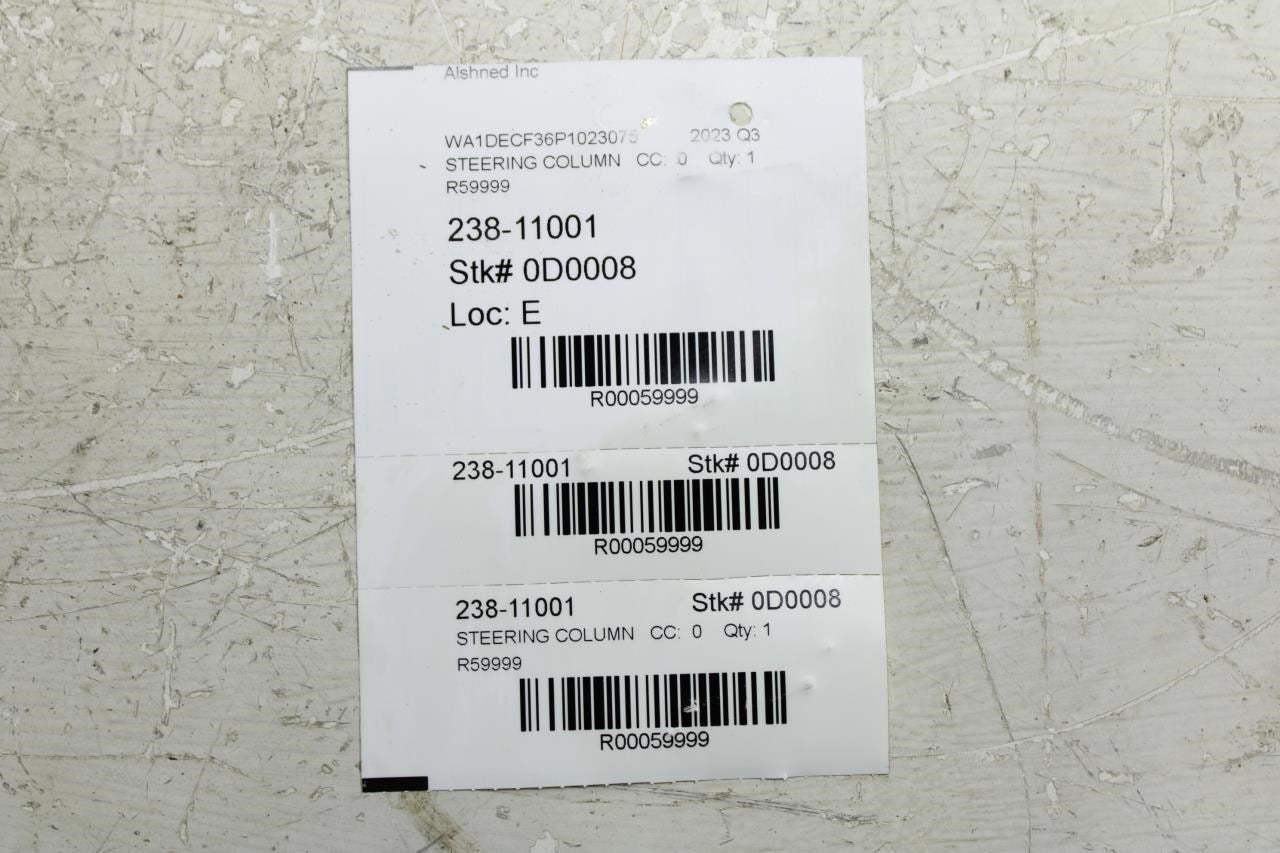 Alshned Inc
WA1DECF36P1023075 2023 Q3
STEERING COLUMN CC: 0 Qty: 1
R59999
238-11001
Stk# 0D0008
Loc: E
R00059999
238-11001 Stk# 0D0008
R00059999
238-11001 Stk# 0D0008
STEERING COLUMN CC: 0 Qty: 1
R59999
R00059999